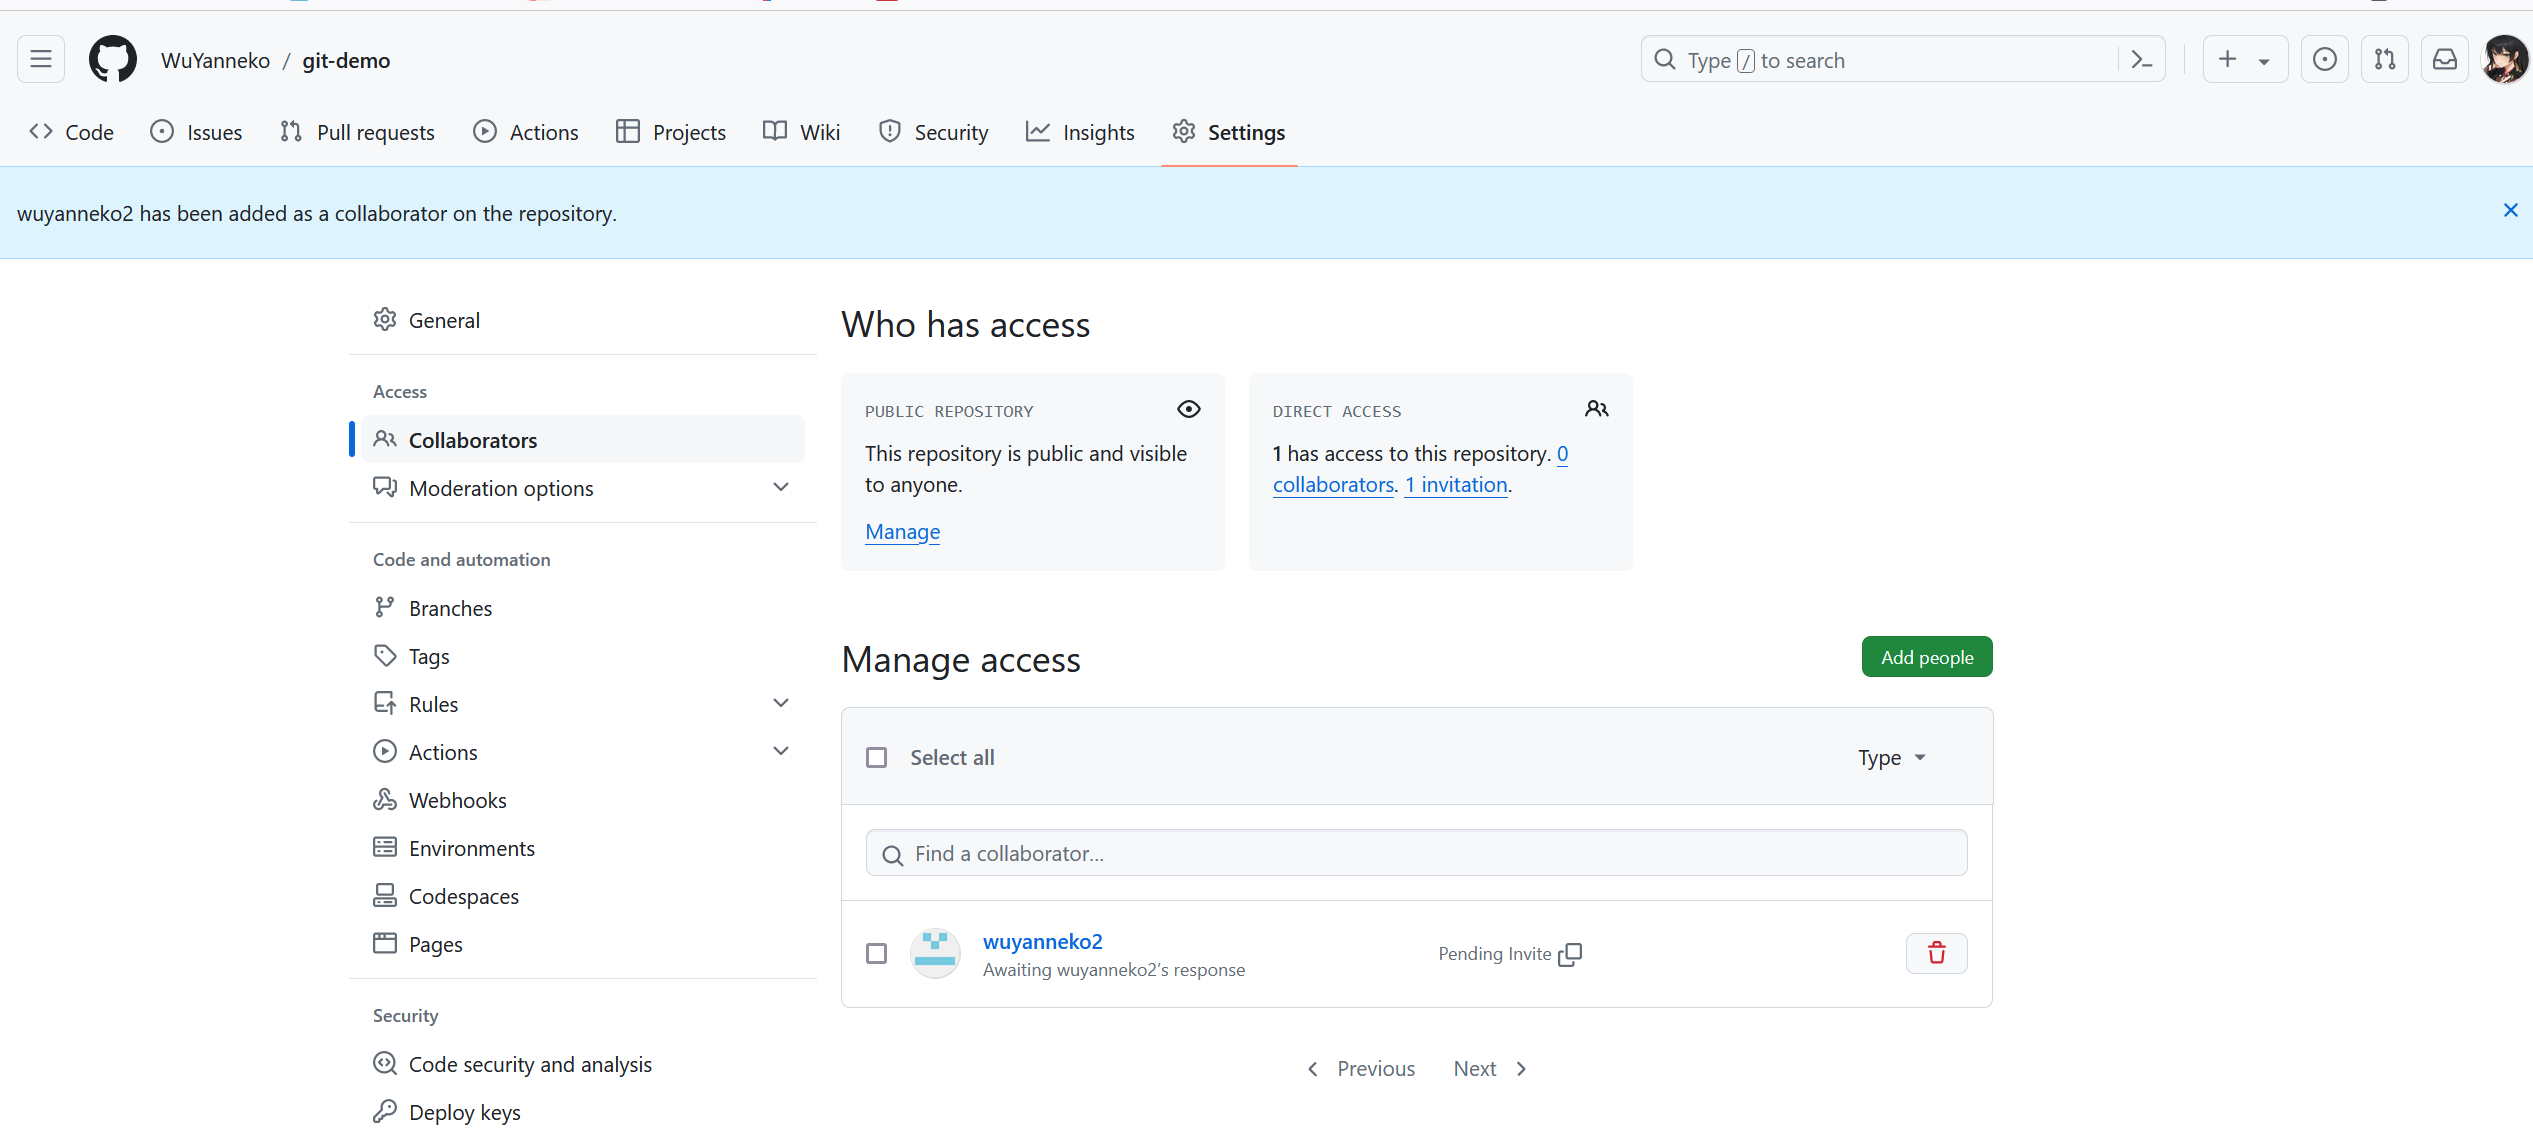 WuYanneko / git-demo
Type / to search
Code Issues Pull requests Actions Projects Wiki Security Insights Settings
wuyanneko2 has been added as a collaborator on the repository.
General
Access
Collaborators
Moderation options
Code and automation
Branches
Tags
Rules
Actions
Webhooks
Environments
Codespaces
Pages
Security
Code security and analysis
Deploy keys
Who has access
PUBLIC REPOSITORY
This repository is public and visible
to anyone.
Manage
DIRECT ACCESS
1 has access to this repository. 0
collaborators. 1 invitation.
Manage access
Add people
Select all
Type
Find a collaborator...
wuyanneko2
Awaiting wuyanneko2's response
Pending Invite
Previous Next